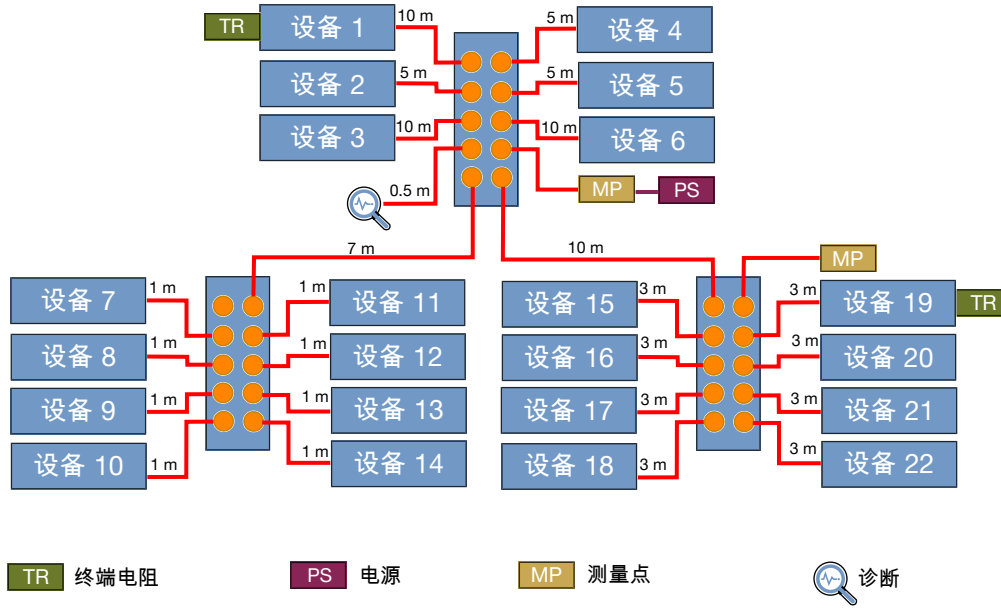 TR 设备 1 10 m 5 m 设备 4
设备 2 5 m 5 m 设备 5
设备 3 10 m 10 m 设备 6
0.5 m MP PS
7 m 10 m MP
设备 7 1 m 1 m 设备 11 设备 15 3 m 3 m 设备 19 TR
设备 8 1 m 1 m 设备 12 设备 16 3 m 3 m 设备 20
设备 9 1 m 1 m 设备 13 设备 17 3 m 3 m 设备 21
设备 10 1 m 1 m 设备 14 设备 18 3 m 3 m 设备 22
TR 终端电阻 PS 电源 MP 测量点 诊断